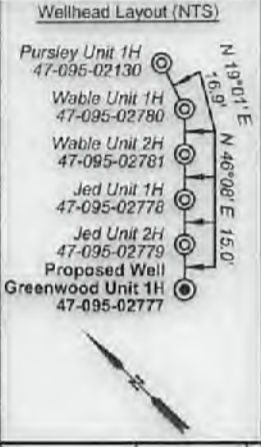 Wellhead Layout (NTS)
Pursley Unit 1H
47-095-02130
N 19°01' E
16.9'
Wable Unit 1H
47-095-02780
Wable Unit 2H
47-095-02781
N 46°08' E 15.0'
Jed Unit 1H
47-095-02778
Jed Unit 2H
47-095-02779
Proposed Well
Greenwood Unit 1H
47-095-02777
N